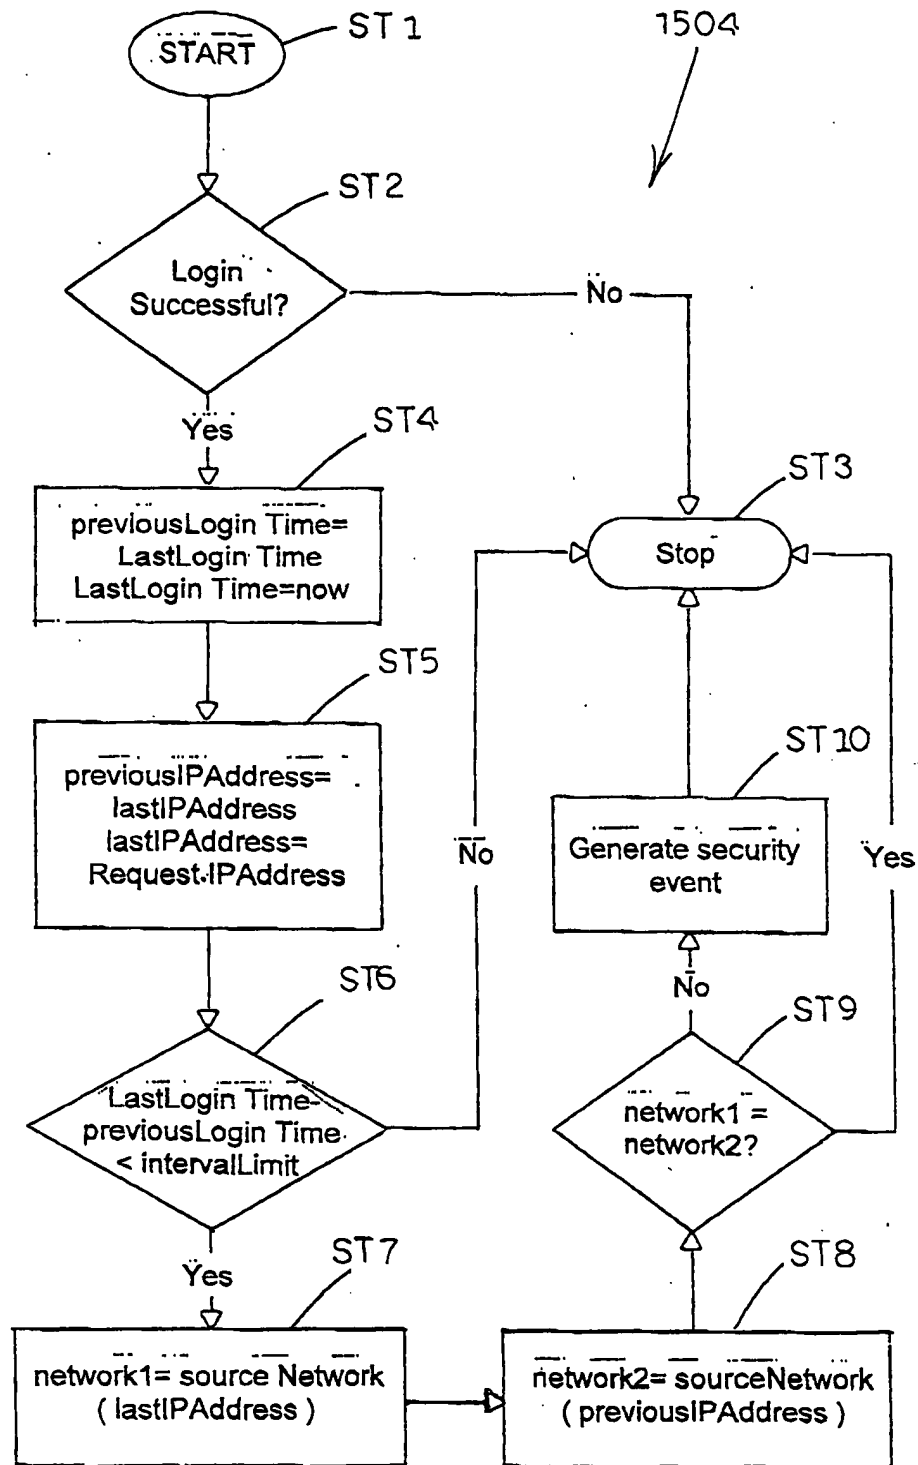 START
ST1
1504
ST2
Login
Successful?
No
Yes
ST4
previousLogin Time=
LastLogin Time
LastLogin Time=now
ST3
Stop
ST5
previousIPAddress=
lastIPAddress
lastIPAddress=
Request.IPAddress
No
ST10
Generate security
event
Yes
No
ST6
LastLogin Time-
previousLogin Time
< intervalLimit
ST9
network1 =
network2?
Yes
ST7
network1= source Network
( lastIPAddress )
ST8
network2= sourceNetwork
( previousIPAddress )